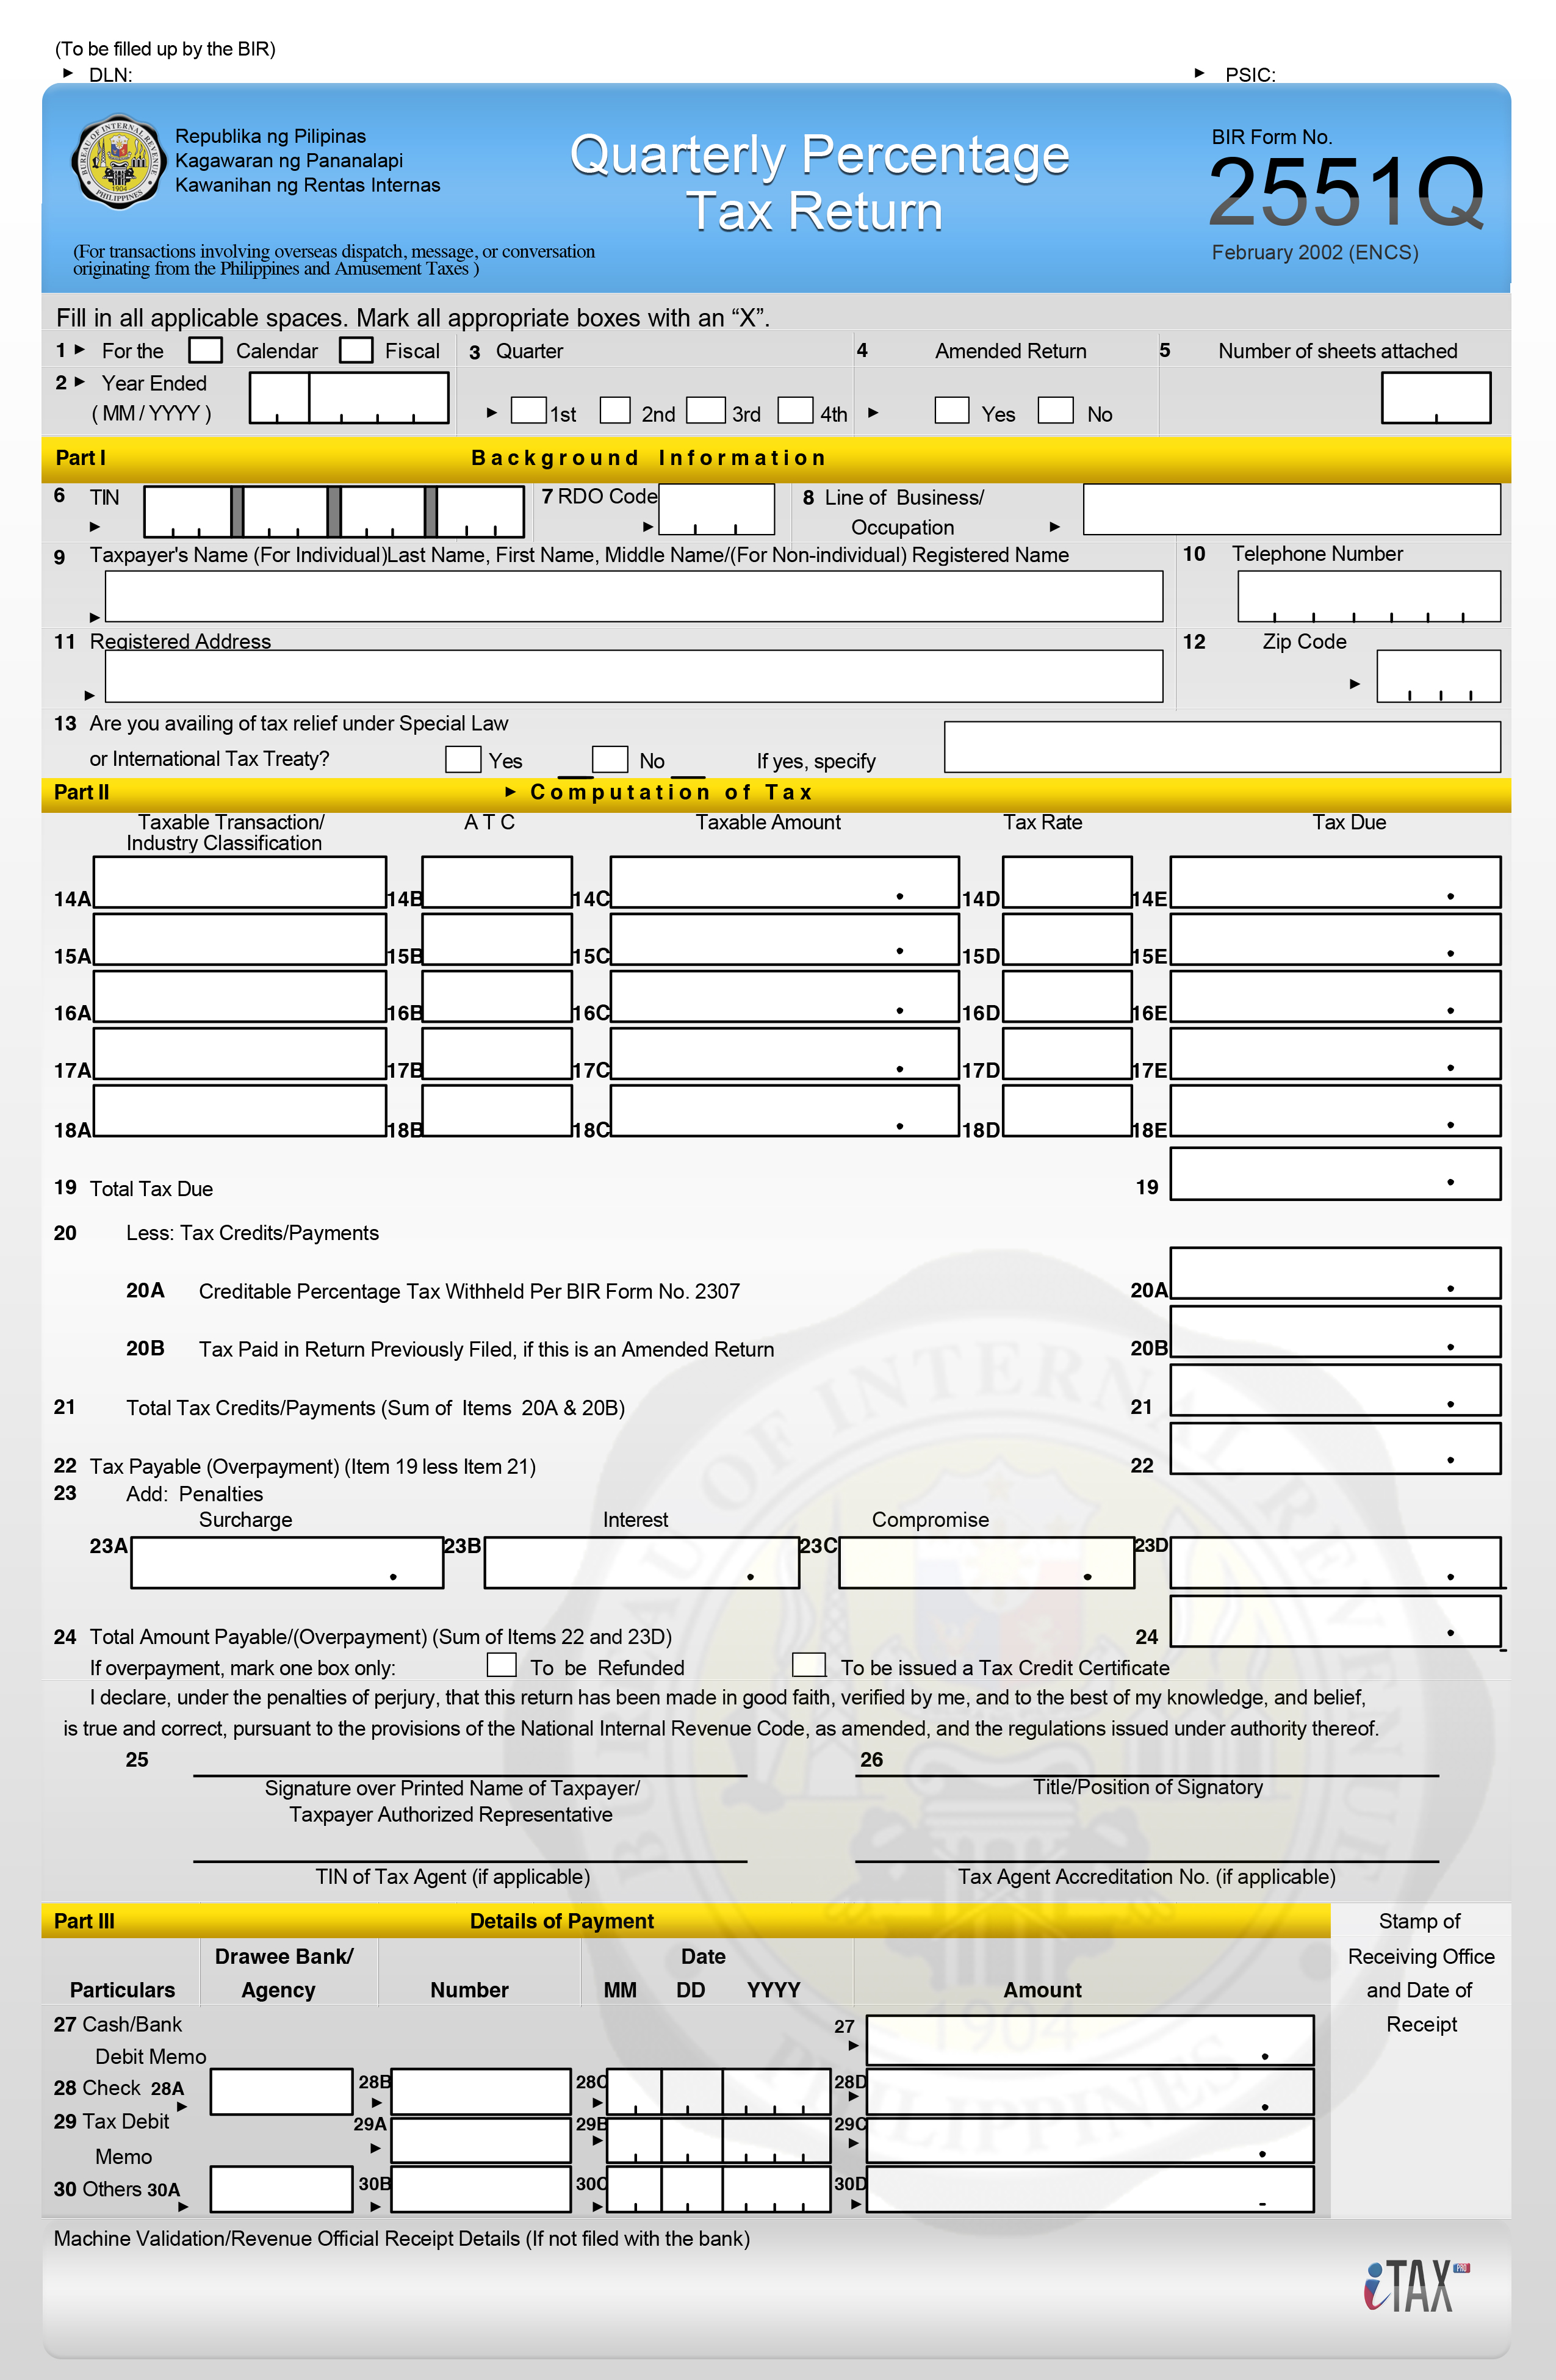 (To be filled up by the BIR)
DLN:
PSIC:
Republika ng Pilipinas
Kagawaran ng Pananalapi
Kawanihan ng Rentas Internas
(For transactions involving overseas dispatch, message, or conversation
originating from the Philippines and Amusement Taxes )
Quarterly Percentage
Tax Return
BIR Form No.
2551Q
February 2002 (ENCS)
BUREAU OF INTERNAL REVENUE
1904
PHILIPPINES
Fill in all applicable spaces. Mark all appropriate boxes with an “X”.
1 For the Calendar Fiscal
3 Quarter
4 Amended Return
5 Number of sheets attached
2 Year Ended
( MM / YYYY )
1st 2nd 3rd 4th
Yes No
Part I Background Information
6 TIN
7 RDO Code
8 Line of Business/
Occupation
9 Taxpayer's Name (For Individual)Last Name, First Name, Middle Name/(For Non-individual) Registered Name
10 Telephone Number
11 Registered Address
12 Zip Code
13 Are you availing of tax relief under Special Law
or International Tax Treaty? Yes No If yes, specify
Part II Computation of Tax
Taxable Transaction/ A T C Taxable Amount Tax Rate Tax Due
Industry Classification
14A 14B 14C 14D 14E
15A 15B 15C 15D 15E
16A 16B 16C 16D 16E
17A 17B 17C 17D 17E
18A 18B 18C 18D 18E
19 Total Tax Due 19
20 Less: Tax Credits/Payments
20A Creditable Percentage Tax Withheld Per BIR Form No. 2307 20A
20B Tax Paid in Return Previously Filed, if this is an Amended Return 20B
21 Total Tax Credits/Payments (Sum of Items 20A & 20B) 21
22 Tax Payable (Overpayment) (Item 19 less Item 21) 22
23 Add: Penalties
Surcharge Interest Compromise
23A 23B 23C 23D
24 Total Amount Payable/(Overpayment) (Sum of Items 22 and 23D) 24
If overpayment, mark one box only: To be Refunded To be issued a Tax Credit Certificate
I declare, under the penalties of perjury, that this return has been made in good faith, verified by me, and to the best of my knowledge, and belief,
is true and correct, pursuant to the provisions of the National Internal Revenue Code, as amended, and the regulations issued under authority thereof.
25 26
Signature over Printed Name of Taxpayer/ Title/Position of Signatory
Taxpayer Authorized Representative
TIN of Tax Agent (if applicable) Tax Agent Accreditation No. (if applicable)
Part III Details of Payment
Stamp of
Receiving Office
and Date of
Receipt
Drawee Bank/ Date
Particulars Agency Number MM DD YYYY Amount
27 Cash/Bank 27
Debit Memo
28 Check 28A 28B 28C 28D
29 Tax Debit 29A 29B 29C
Memo
30 Others 30A 30B 30C 30D
Machine Validation/Revenue Official Receipt Details (If not filed with the bank)
BUREAU OF INTERNAL REVENUE
1904
PHILIPPINES
iTAX PRO